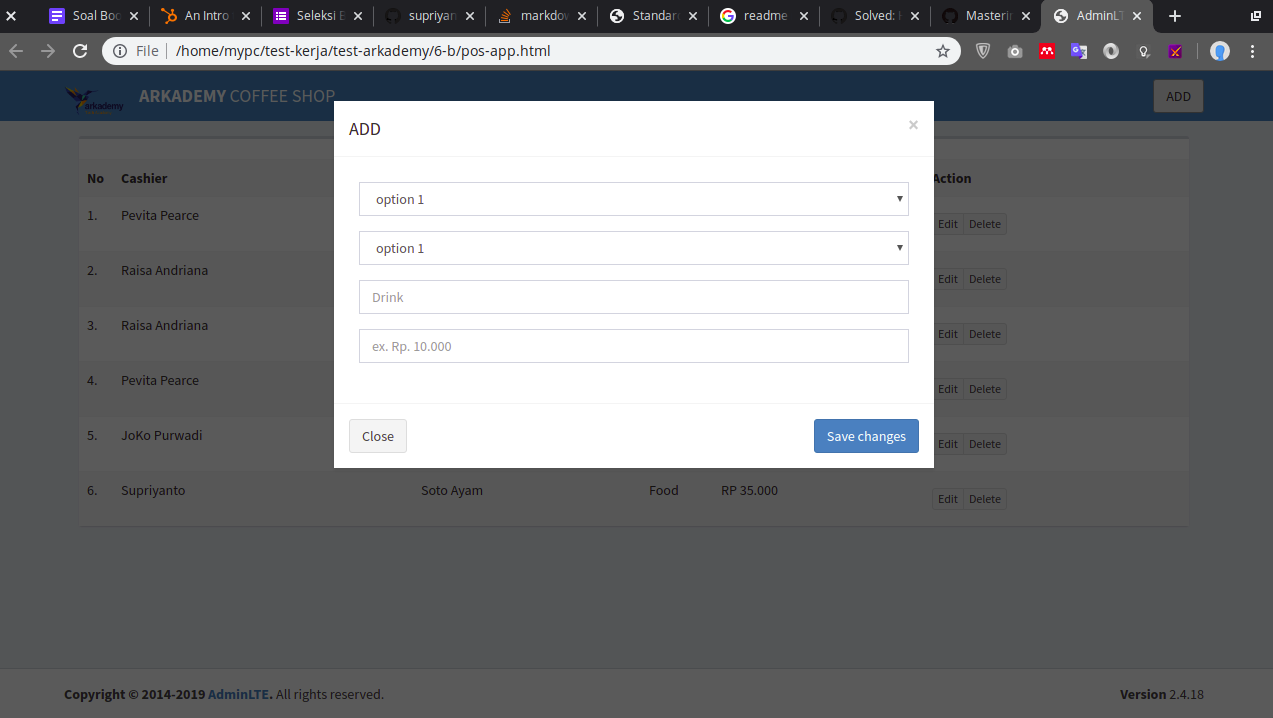 Soal Boo An Intro Seleksi B supriyan markdow Standar readme Solved: Masterin AdminLT
File /home/mypc/test-kerja/test-arkademy/6-b/pos-app.html
arkademy ARKADEMY COFFEE SHOP ADD
ADD ×
No Cashier Action
option 1
1. Pevita Pearce Edit Delete
option 1
2. Raisa Andriana Edit Delete
Drink
3. Raisa Andriana Edit Delete
ex. Rp. 10.000
4. Pevita Pearce Edit Delete
5. JoKo Purwadi Edit Delete
Close Save changes
6. Supriyanto Soto Ayam Food RP 35.000 Edit Delete
Copyright © 2014-2019 AdminLTE. All rights reserved. Version 2.4.18